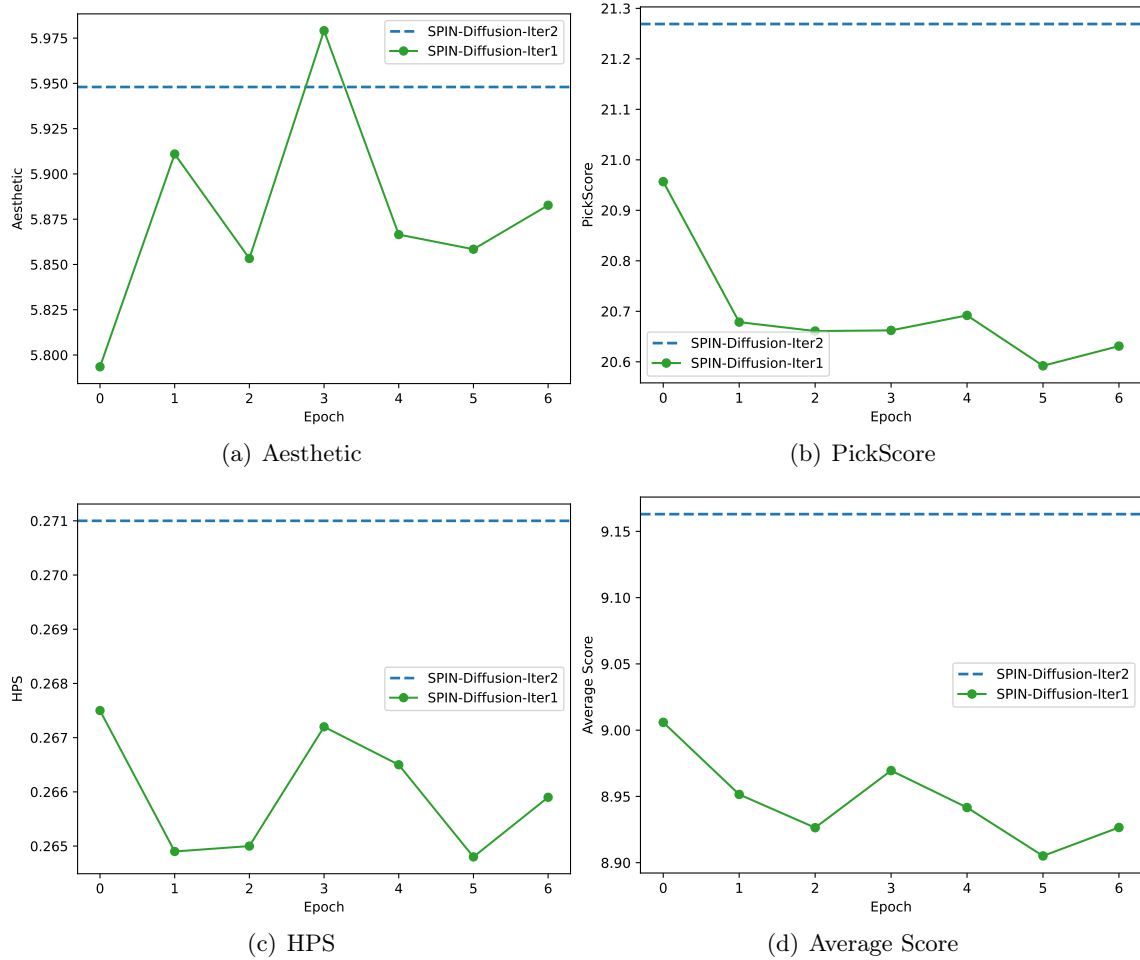 5.975
5.950
5.925
5.900
5.875
5.850
5.825
5.800
Aesthetic
SPIN-Diffusion-Iter2
SPIN-Diffusion-Iter1
0 1 2 3 4 5 6
Epoch
(a) Aesthetic
21.3
21.2
21.1
21.0
20.9
20.8
20.7
20.6
PickScore
SPIN-Diffusion-Iter2
SPIN-Diffusion-Iter1
0 1 2 3 4 5 6
Epoch
(b) PickScore
0.271
0.270
0.269
0.268
0.267
0.266
0.265
HPS
SPIN-Diffusion-Iter2
SPIN-Diffusion-Iter1
0 1 2 3 4 5 6
Epoch
(c) HPS
9.15
9.10
9.05
9.00
8.95
8.90
Average Score
SPIN-Diffusion-Iter2
SPIN-Diffusion-Iter1
0 1 2 3 4 5 6
Epoch
(d) Average Score